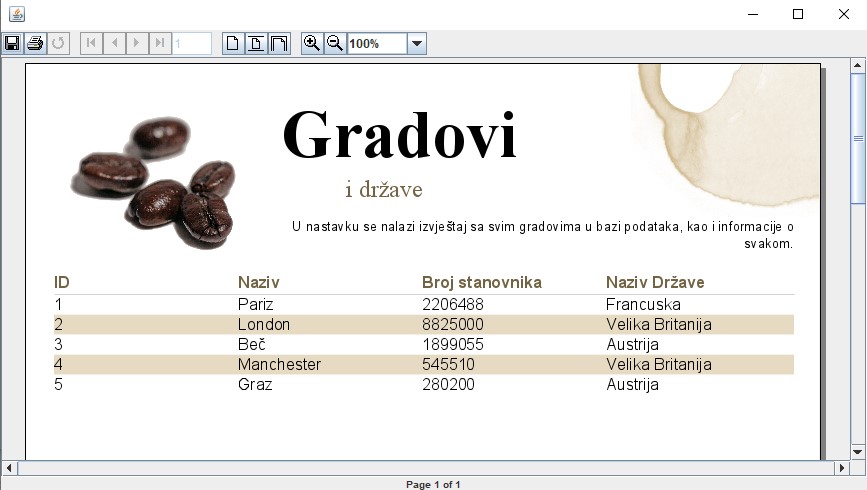 1
100%
Gradovi
i države
U nastavku se nalazi izvještaj sa svim gradovima u bazi podataka, kao i informacije o
svakom.
ID Naziv Broj stanovnika Naziv Države
1 Pariz 2206488 Francuska
2 London 8825000 Velika Britanija
3 Beč 1899055 Austrija
4 Manchester 545510 Velika Britanija
5 Graz 280200 Austrija
Page 1 of 1